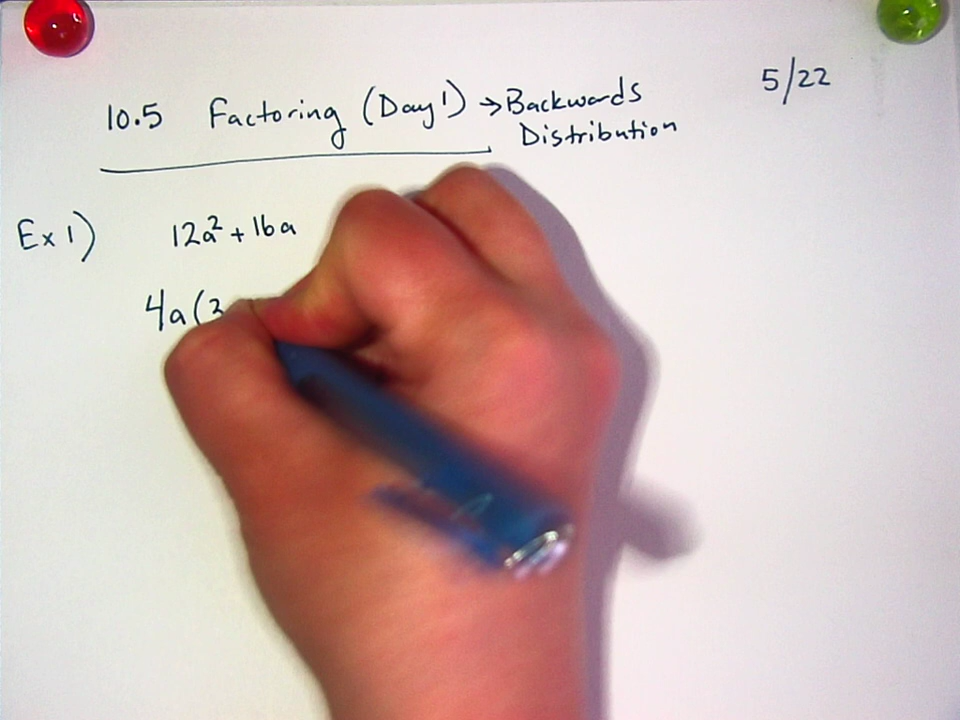 10.5 Factoring (Day 1) → Backwards
Distribution
5/22
Ex 1) 12a² + 16a
4a(3